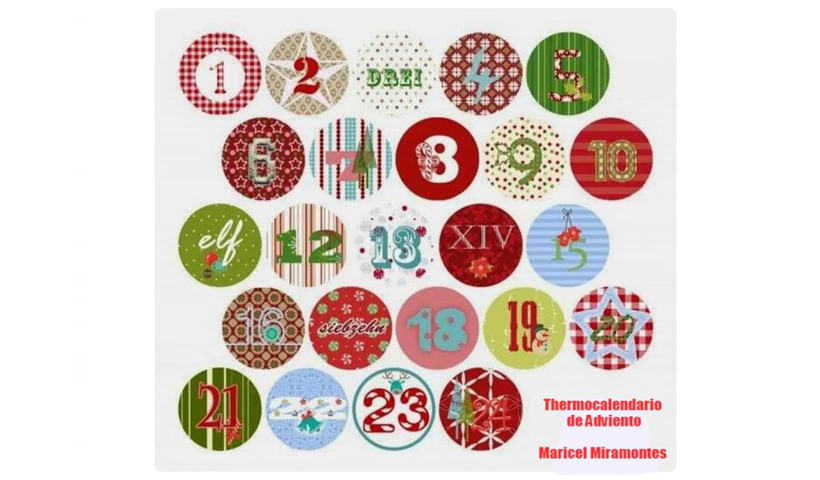 1 2 DREI 4 5
6 7 8 9 10
elf 12 13 XIV 15
16 siebzehn 18 19 20
21 23 24
Thermocalendario
de Adviento
Maricel Miramontes